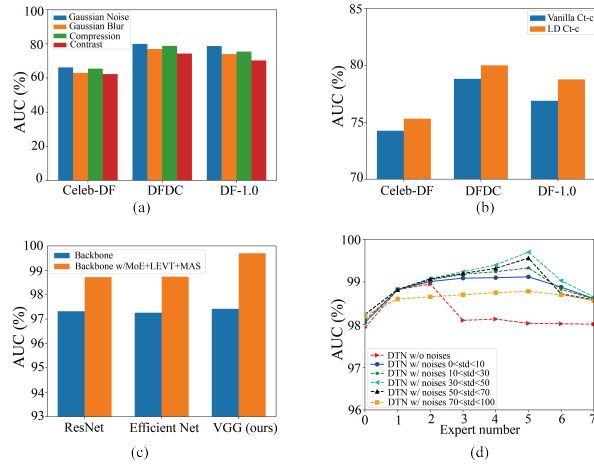 100
80
60
40
20
0
AUC (%)
Gaussian Noise
Gaussian Blur
Compression
Contrast
Celeb-DF
DFDC
DF-1.0
(a)
80
75
70
AUC (%)
Vanilla Ct-c
LD Ct-c
Celeb-DF
DFDC
DF-1.0
(b)
100
99
98
97
96
95
94
93
AUC (%)
Backbone
Backbone w/MoE+LEVT+MAS
ResNet
Efficient Net
VGG (ours)
(c)
100
99
98
96
AUC (%)
DTN w/o noises
DTN w/ noises 0<std<10
DTN w/ noises 10<std<30
DTN w/ noises 30<std<50
DTN w/ noises 50<std<70
DTN w/ noises 70<std<100
0 1 2 3 4 5 6 7
Expert number
(d)